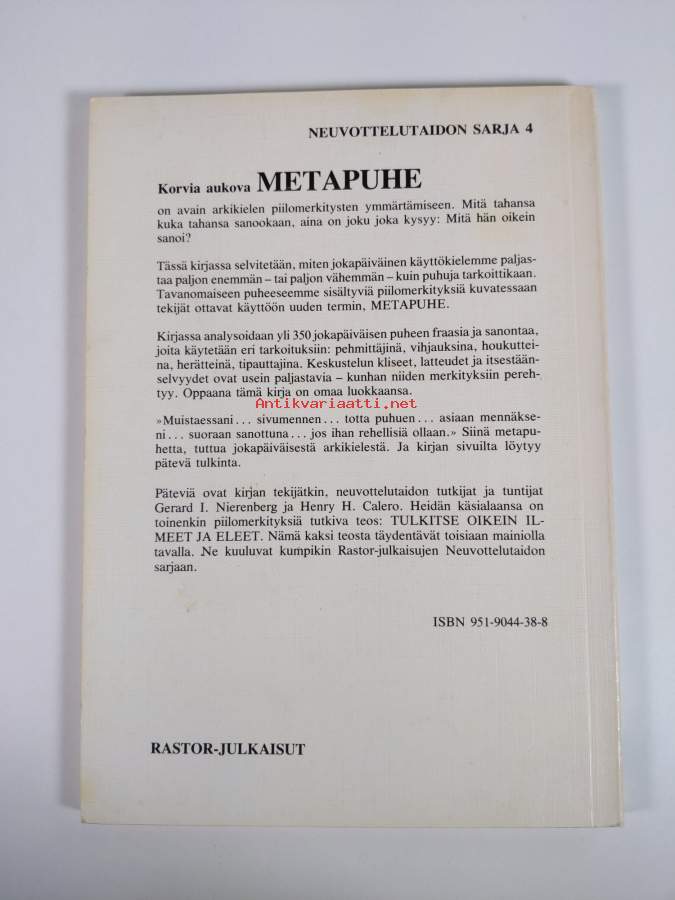 NEUVOTTELUTAIDON SARJA 4
Korvia aukova METAPUHE
on avain arkikielen piilomerkitysten ymmärtämiseen. Mitä tahansa
kuka tahansa sanookaan, aina on joku joka kysyy: Mitä hän oikein
sanoi?
Tässä kirjassa selvitetään, miten jokapäiväinen käyttökielemme paljas-
taa paljon enemmän – tai paljon vähemmän – kuin puhuja tarkoittikaan.
Tavanomaiseen puheeseemme sisältyviä piilomerkityksiä kuvatessaan
tekijät ottavat käyttöön uuden termin, METAPUHE.
Kirjassa analysoidaan yli 350 jokapäiväisen puheen fraasia ja sanontaa,
joita käytetään eri tarkoituksiin: pehmittäjinä, vihjauksina, houkuttei-
na, herätteinä, tipauttajina. Keskustelun kliseet, latteudet ja itsestään-
selvyydet ovat usein paljastavia – kunhan niiden merkityksiin pereh-
tyy. Oppaana tämä kirja on omaa luokkaansa.
Antikvariaatti.net
»Muistaessani... sivumennen... totta puhuen... asiaan mennäkse-
ni... suoraan sanottuna... jos ihan rehellisiä ollaan.» Siinä metapu-
hetta, tuttua jokapäiväisestä arkikielestä. Ja kirjan sivuilta löytyy
pätevä tulkinta.
Päteviä ovat kirjan tekijätkin, neuvottelutaidon tutkijat ja tuntijat
Gerard I. Nierenberg ja Henry H. Calero. Heidän käsialaansa on
toinenkin piilomerkityksiä tutkiva teos: TULKITSE OIKEIN IL-
MEET JA ELEET. Nämä kaksi teosta täydentävät toisiaan mainiolla
tavalla. Ne kuuluvat kumpikin Rastor-julkaisujen Neuvottelutaidon
sarjaan.
ISBN 951-9044-38-8
RASTOR-JULKAISUT